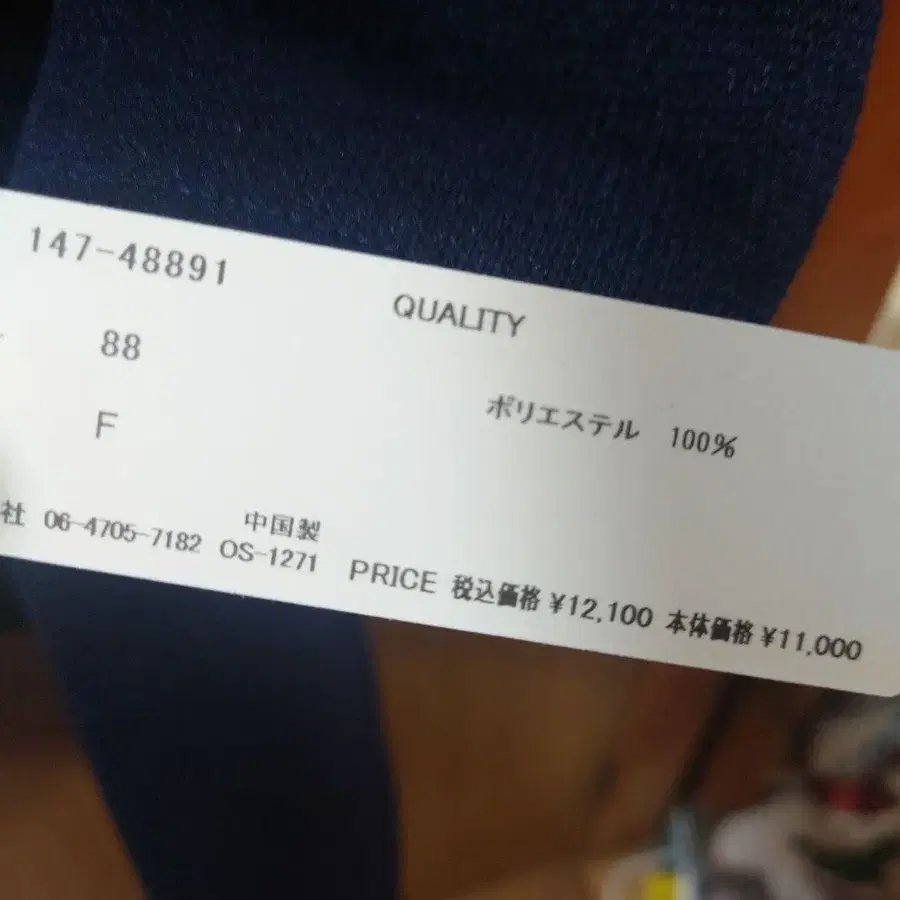 147-48891
QUALITY
88
ポリエステル 100%
F
中国製
社 06-4705-7182 OS-1271 PRICE 税込価格 ¥12,100 本体価格 ¥11,000